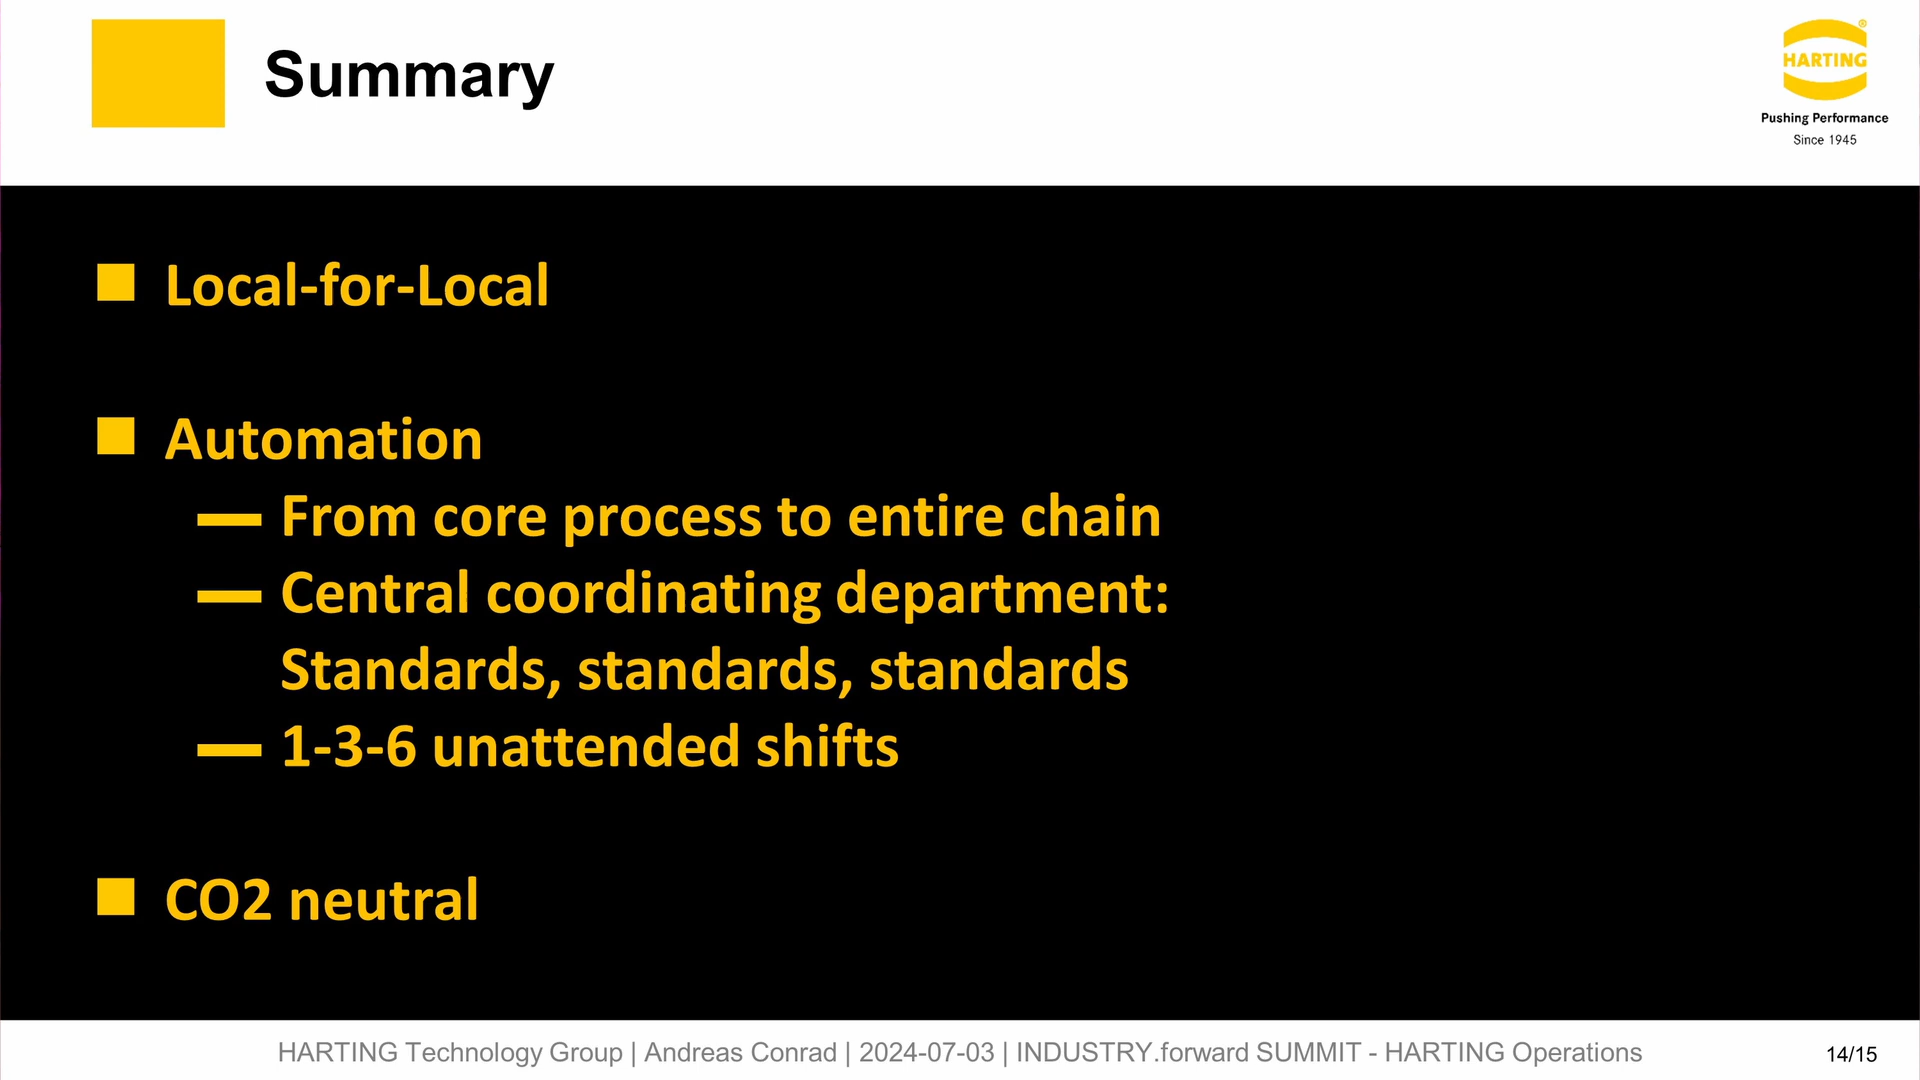 Summary
HARTING
Pushing Performance
Since 1945
Local-for-Local
Automation
From core process to entire chain
Central coordinating department:
Standards, standards, standards
1-3-6 unattended shifts
CO2 neutral
HARTING Technology Group | Andreas Conrad | 2024-07-03 | INDUSTRY.forward SUMMIT - HARTING Operations
14/15